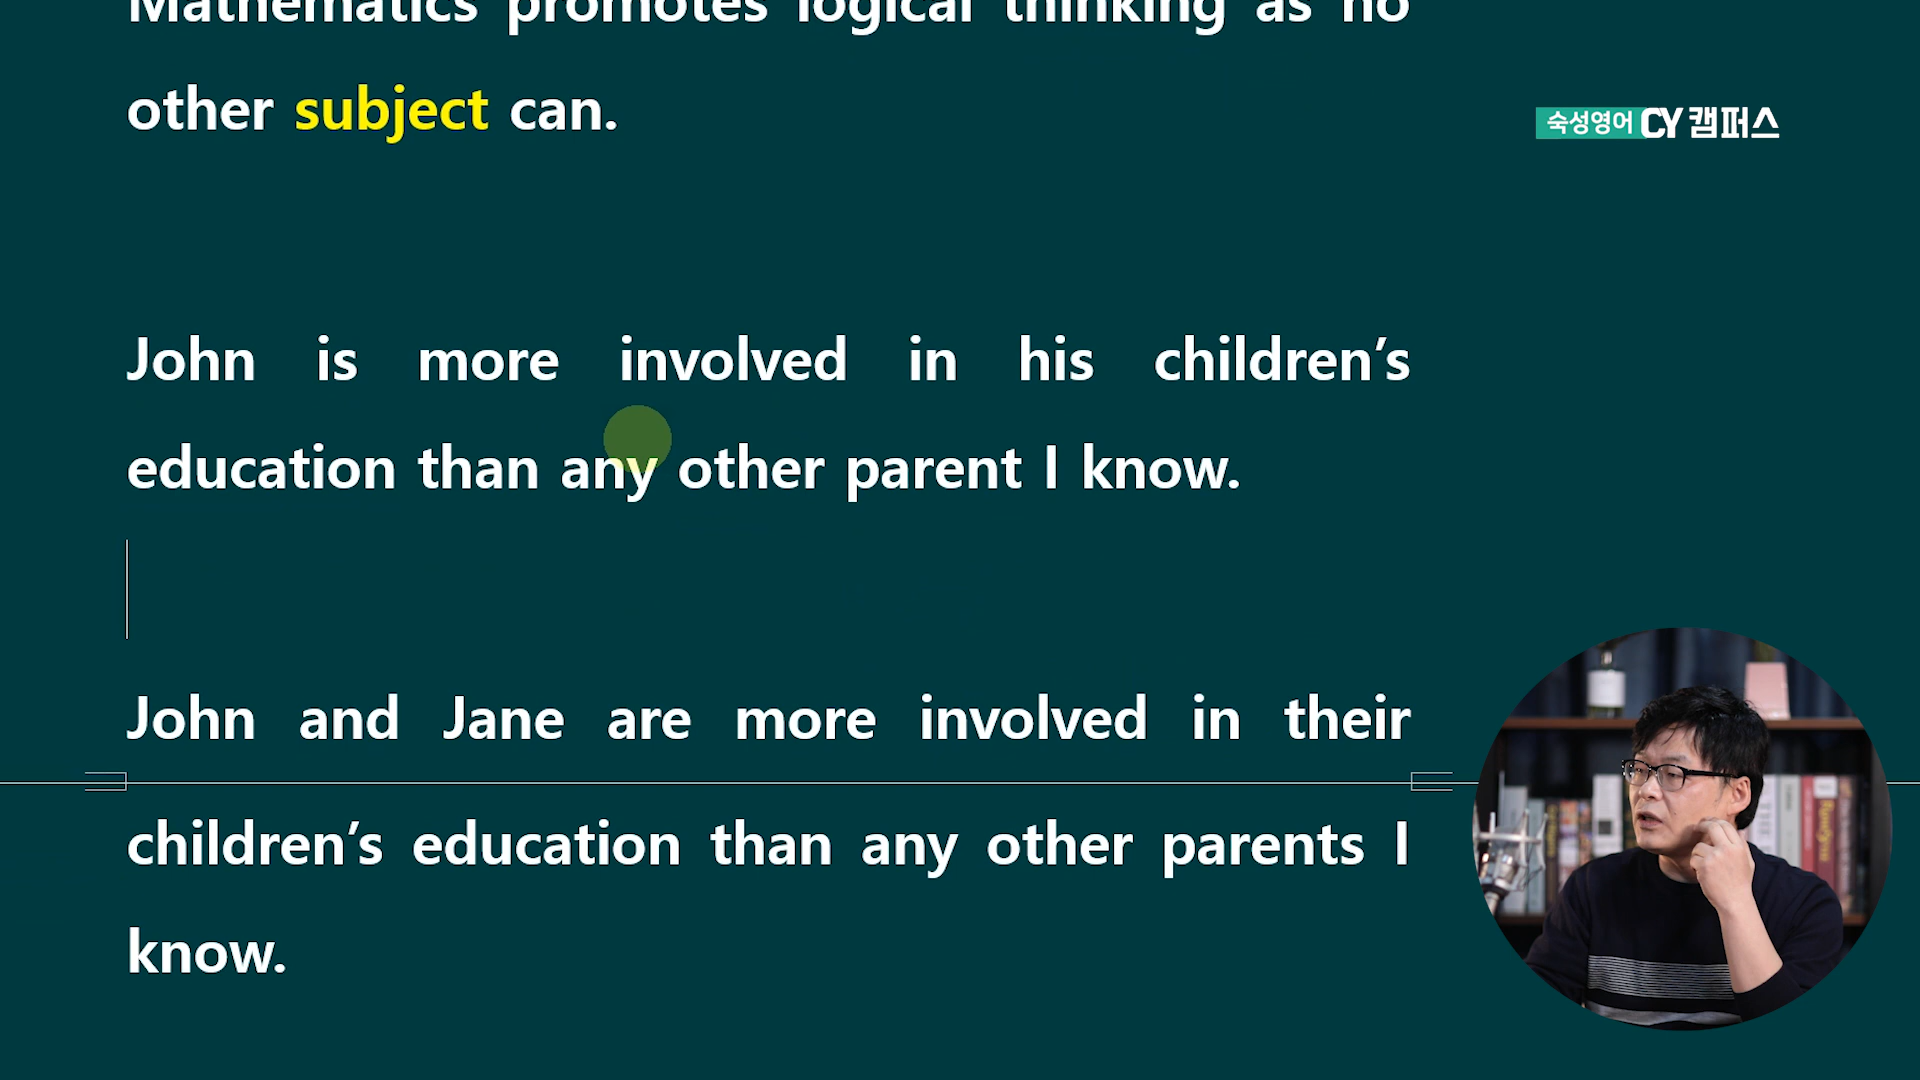 Mathematics promotes logical thinking as no
other subject can.
숙성영어 CY캠퍼스
John is more involved in his children’s
education than any other parent I know.
John and Jane are more involved in their
children’s education than any other parents I
know.